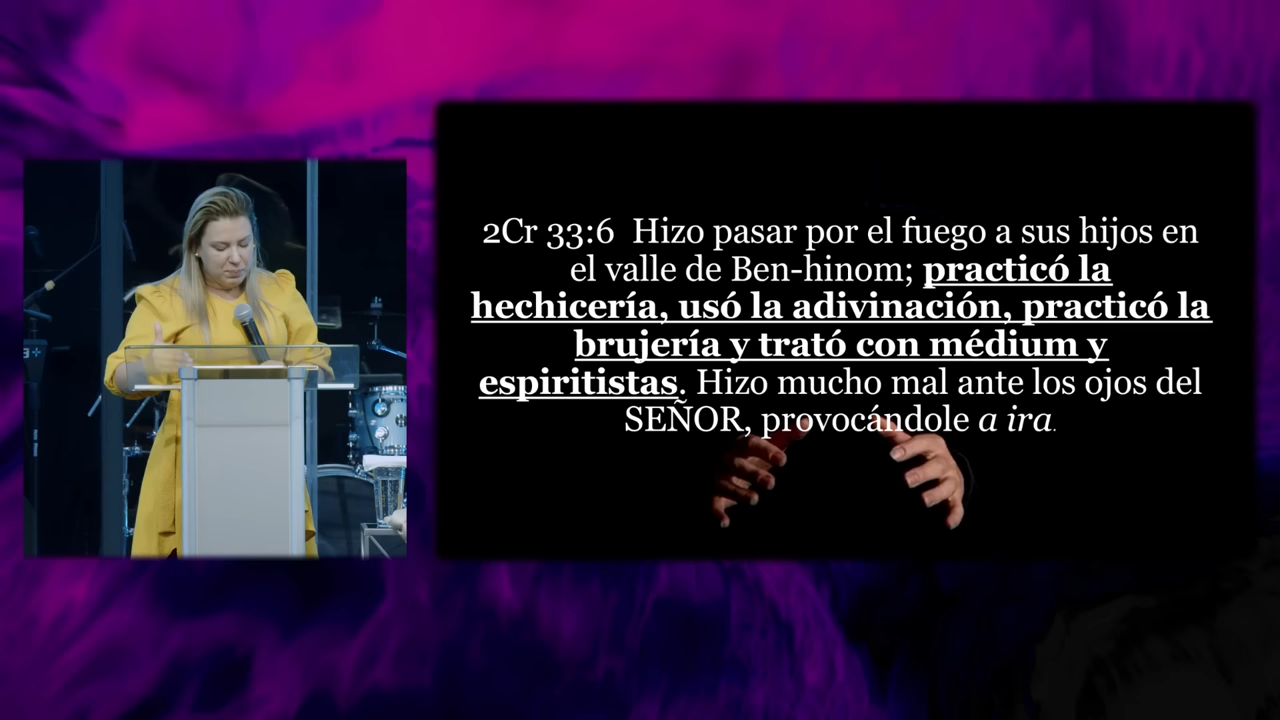 2Cr 33:6  Hizo pasar por el fuego a sus hijos en
el valle de Ben-hinom; practicó la
hechicería, usó la adivinación, practicó la
brujería y trató con médium y
espiritistas. Hizo mucho mal ante los ojos del
SEÑOR, provocándole a ira.